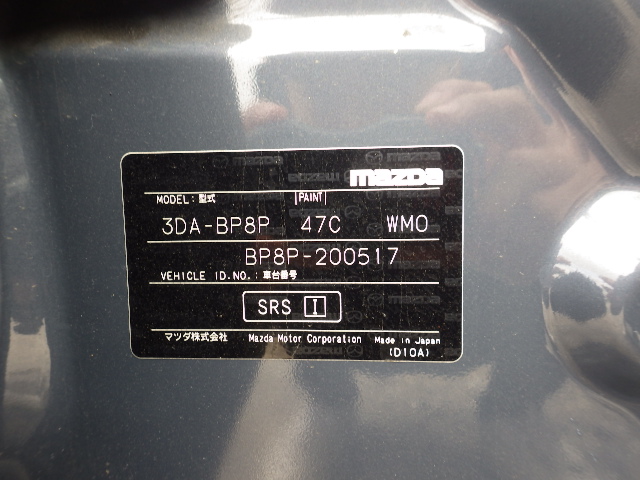 mazda
MODEL: 型式 [PAINT]
3DA-BP8P 47C WM0
BP8P-200517
VEHICLE ID.NO.: 車台番号
SRS I
マツダ株式会社 Mazda Motor Corporation Made in Japan
(D10A)